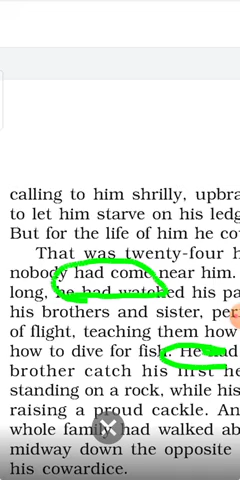 calling to him shrilly, upbra
to let him starve on his ledg
But for the life of him he co
That was twenty-four h
nobody had come near him.
long, he had watched his pa
his brothers and sister, per
of flight, teaching them how
how to dive for fish. He had
brother catch his first he
standing on a rock, while his
raising a proud cackle. An
whole family had walked ab
midway down the opposite
his cowardice.